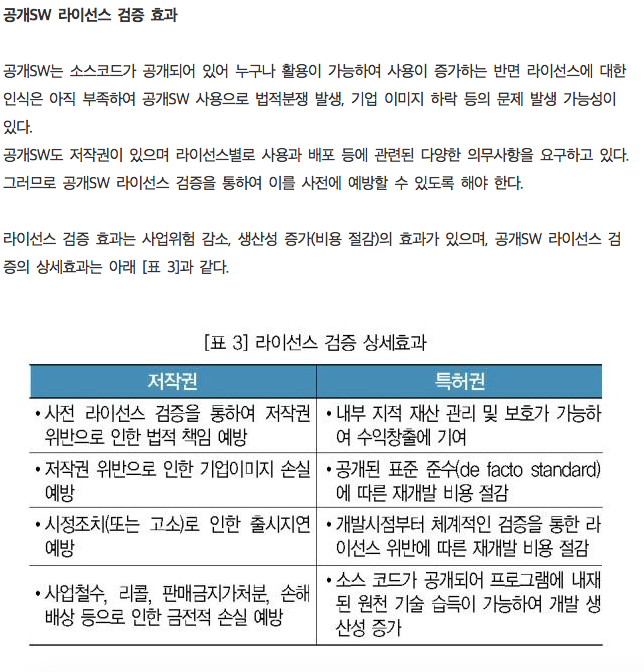 공개SW 라이선스 검증 효과
공개SW는 소스코드가 공개되어 있어 누구나 활용이 가능하여 사용이 증가하는 반면 라이선스에 대한
인식은 아직 부족하여 공개SW 사용으로 법적분쟁 발생, 기업 이미지 하락 등의 문제 발생 가능성이
있다.
공개SW도 저작권이 있으며 라이선스별로 사용과 배포 등에 관련된 다양한 의무사항을 요구하고 있다.
그러므로 공개SW 라이선스 검증을 통하여 이를 사전에 예방할 수 있도록 해야 한다.
라이선스 검증 효과는 사업위험 감소, 생산성 증가(비용 절감)의 효과가 있으며, 공개SW 라이선스 검
증의 상세효과는 아래 [표 3]과 같다.
[표 3] 라이선스 검증 상세효과
저작권
특허권
• 사전 라이선스 검증을 통하여 저작권
위반으로 인한 법적 책임 예방
• 내부 지적 재산 관리 및 보호가 가능하
여 수익창출에 기여
• 저작권 위반으로 인한 기업이미지 손실
예방
• 공개된 표준 준수(de facto standard)
에 따른 재개발 비용 절감
• 시정조치(또는 고소)로 인한 출시지연
예방
• 개발시점부터 체계적인 검증을 통한 라
이선스 위반에 따른 재개발 비용 절감
• 사업철수, 리콜, 판매금지가처분, 손해
배상 등으로 인한 금전적 손실 예방
• 소스 코드가 공개되어 프로그램에 내재
된 원천 기술 습득이 가능하여 개발 생
산성 증가